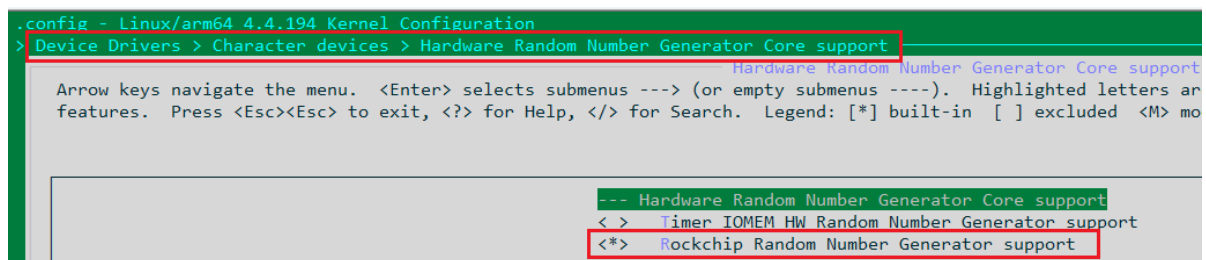 .config - Linux/arm64 4.4.194 Kernel Configuration
> Device Drivers > Character devices > Hardware Random Number Generator Core support
Hardware Random Number Generator Core support
Arrow keys navigate the menu. <Enter> selects submenus ---> (or empty submenus ----). Highlighted letters ar
features. Press <Esc><Esc> to exit, <?> for Help, </> for Search. Legend: [*] built-in [ ] excluded <M> mo
--- Hardware Random Number Generator Core support
< > Timer IOMEM HW Random Number Generator support
<*> Rockchip Random Number Generator support